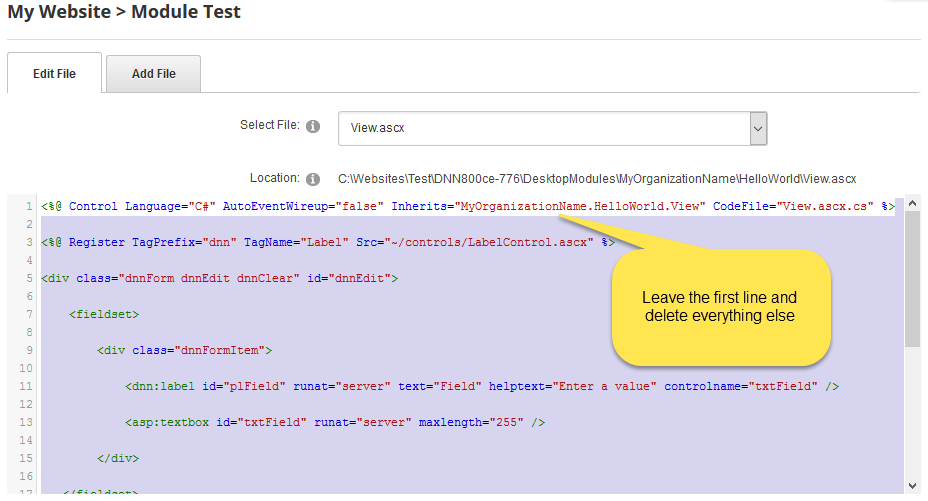 My Website > Module Test
Edit File
Add File
Select File:
View.ascx
Location:
C:\Websites\Test\DNN800ce-776\DesktopModules\MyOrganizationName\HelloWorld\View.ascx
1 <%@ Control Language="C#" AutoEventWireup="false" Inherits="MyOrganizationName.HelloWorld.View" CodeFile="View.ascx.cs" %>
2
3 <%@ Register TagPrefix="dnn" TagName="Label" Src="~/controls/LabelControl.ascx" %>
4
5 <div class="dnnForm dnnEdit dnnClear" id="dnnEdit">
6
7 <fieldset>
8
9 <div class="dnnFormItem">
10
11 <dnn:label id="plField" runat="server" text="Field" helptext="Enter a value" controlname="txtField" />
12
13 <asp:textbox id="txtField" runat="server" maxlength="255" />
14
15 </div>
16
17 </fieldset>
Leave the first line and
delete everything else